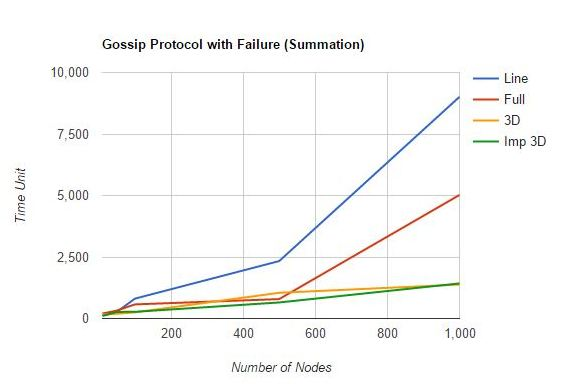 Gossip Protocol with Failure (Summation)
10,000
7,500
5,000
2,500
0
Time Unit
200 400 600 800 1,000
Number of Nodes
Line
Full
3D
Imp 3D